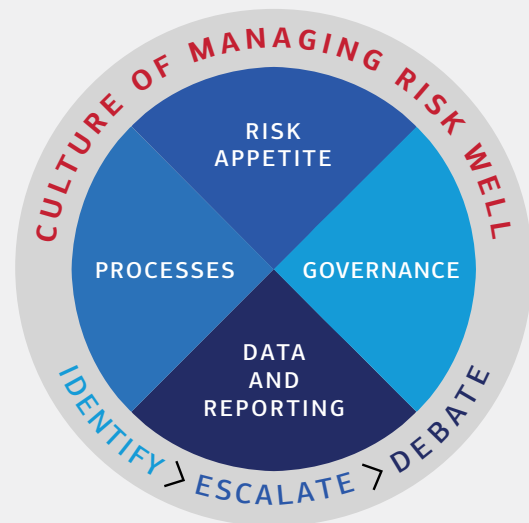 CULTURE OF MANAGING RISK WELL
RISK
APPETITE
PROCESSES
GOVERNANCE
DATA
AND
REPORTING
IDENTIFY > ESCALATE > DEBATE